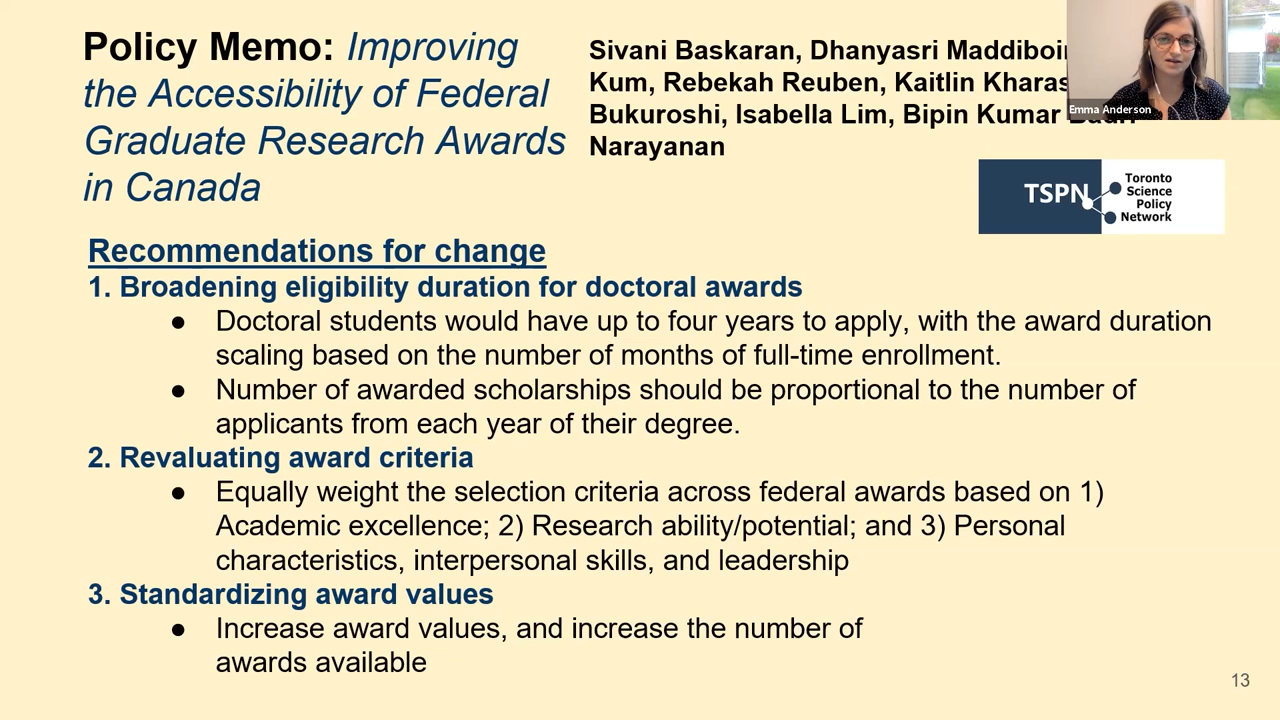 Policy Memo: Improving
the Accessibility of Federal
Graduate Research Awards
in Canada
Sivani Baskaran, Dhanyasri
Kum, Rebekah Reuben, Kaitlin
Bukuroshi, Isabella Lim, Bipin Kumar
Narayanan
Emma Anderson
TSPN
Toronto
Science
Policy
Network
Recommendations for change
1. Broadening eligibility duration for doctoral awards
● Doctoral students would have up to four years to apply, with the award duration
scaling based on the number of months of full-time enrollment.
● Number of awarded scholarships should be proportional to the number of
applicants from each year of their degree.
2. Revaluating award criteria
● Equally weight the selection criteria across federal awards based on 1)
Academic excellence; 2) Research ability/potential; and 3) Personal
characteristics, interpersonal skills, and leadership
3. Standardizing award values
● Increase award values, and increase the number of
awards available
13